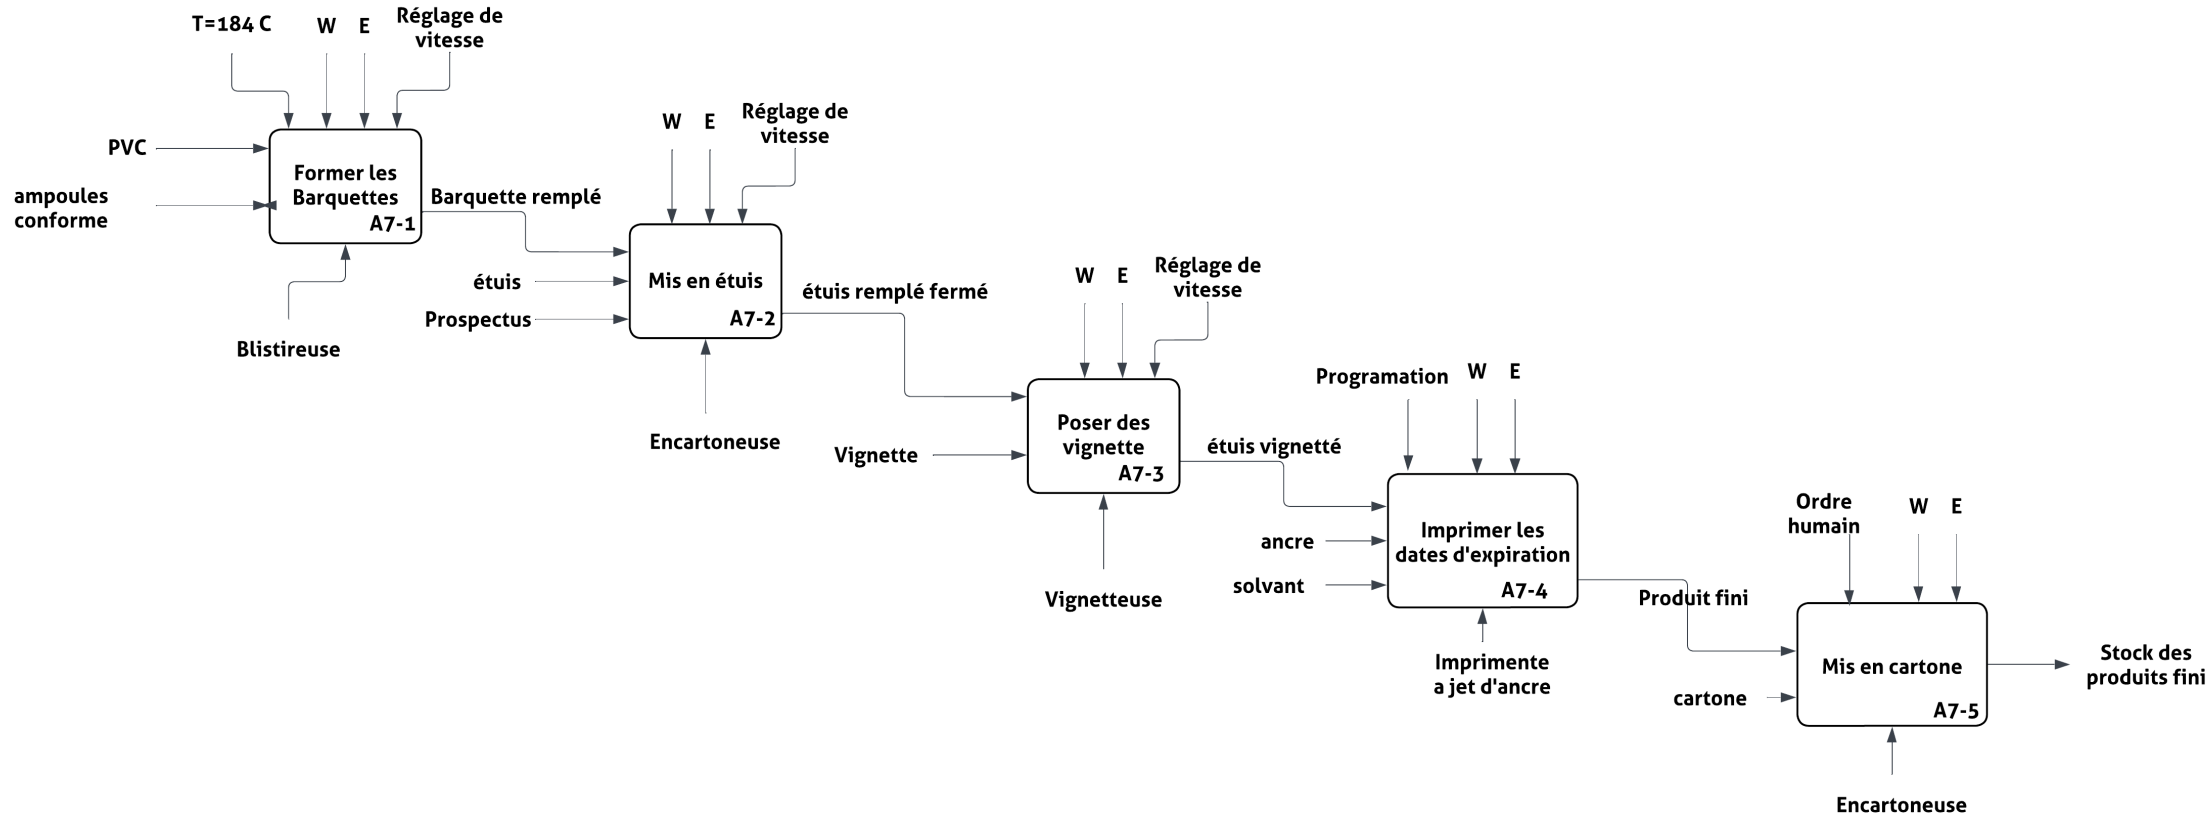 T=184 C
W
E
Réglage de
vitesse
PVC
ampoules
conforme
Former les
Barquettes
A7-1
Blistireuse
Barquette remplé
W
E
Réglage de
vitesse
étuis
Prospectus
Mis en étuis
A7-2
Encartoneuse
étuis remplé fermé
W
E
Réglage de
vitesse
Vignette
Poser des
vignette
A7-3
Vignetteuse
étuis vignetté
Programation
W
E
ancre
solvant
Imprimer les
dates d'expiration
A7-4
Imprimente
a jet d'ancre
Produit fini
Ordre
humain
W
E
cartone
Mis en cartone
A7-5
Encartoneuse
Stock des
produits fini